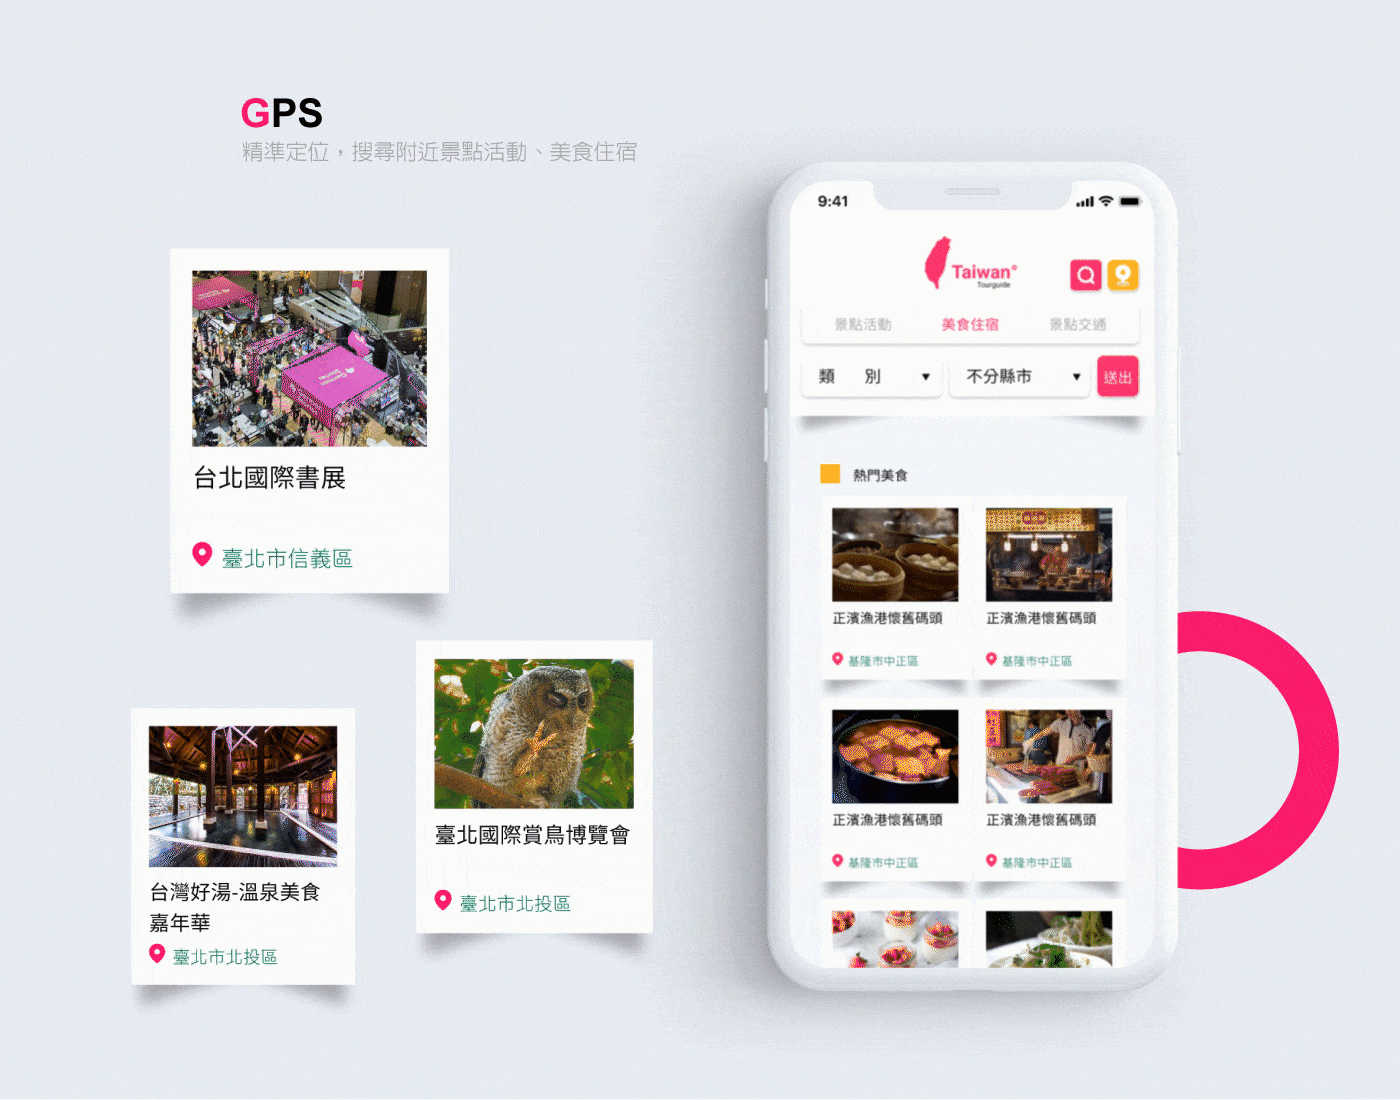 GPS
精準定位，搜尋附近景點活動、美食住宿
台北國際書展
臺北市信義區
臺北國際賞鳥博覽會
臺北市北投區
台灣好湯-溫泉美食
嘉年華
臺北市北投區
9:41
Taiwan
Tourguide
景點活動 美食住宿 景點交通
類 別 ▼ 不分縣市 ▼ 送出
熱門美食
正濱漁港懷舊碼頭 正濱漁港懷舊碼頭
基隆市中正區 基隆市中正區
正濱漁港懷舊碼頭 正濱漁港懷舊碼頭
基隆市中正區 基隆市中正區